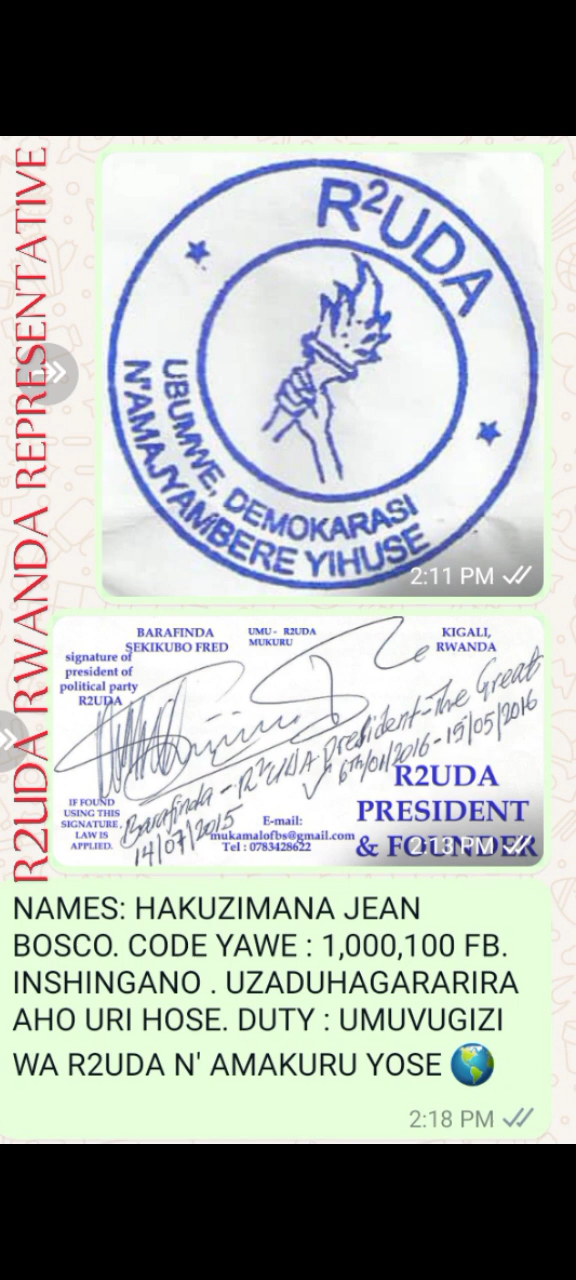 R2UDA RWANDA REPRESENTATIVE
R²UDA
UBUMWE, DEMOKARASI
N'AMAJYAMBERE YIHUSE
2:11 PM
BARAFINDA
SEKIKUBO FRED
UMU - R2UDA
MUKURU
KIGALI,
RWANDA
signature of
president of
political party
R2UDA
Barafinda - R²UDA President-The Great
14/07/2015
6th/01/2016-15/05/2016
IF FOUND
USING THIS
SIGNATURE,
LAW IS
APPLIED.
E-mail:
mukamalofbs@gmail.com
Tel : 0783428622
R2UDA
PRESIDENT
& FOUNDER
2:13 PM
NAMES: HAKUZIMANA JEAN
BOSCO. CODE YAWE : 1,000,100 FB.
INSHINGANO . UZADUHAGARARIRA
AHO URI HOSE. DUTY : UMUVUGIZI
WA R2UDA N' AMAKURU YOSE 🌎
2:18 PM